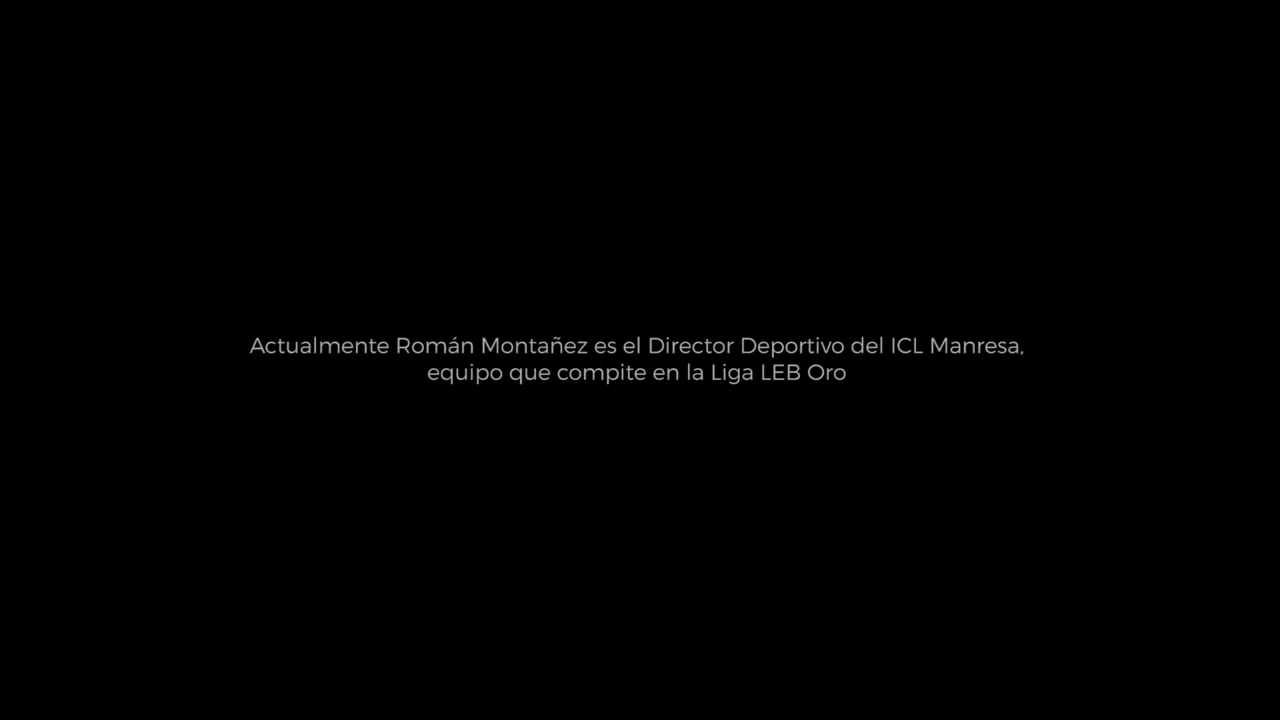 Actualmente Román Montañez es el Director Deportivo del ICL Manresa,
equipo que compite en la Liga LEB Oro